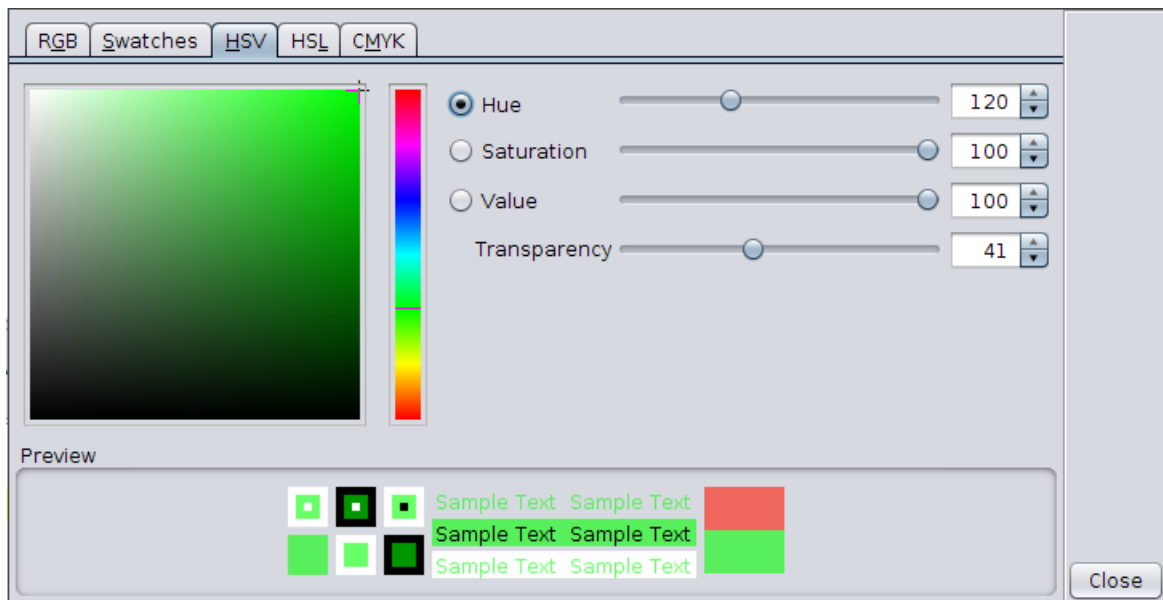 RGB Swatches HSV HSL CMYK
Hue 120
Saturation 100
Value 100
Transparency 41
Preview
Sample Text Sample Text
Sample Text Sample Text
Sample Text Sample Text
Close